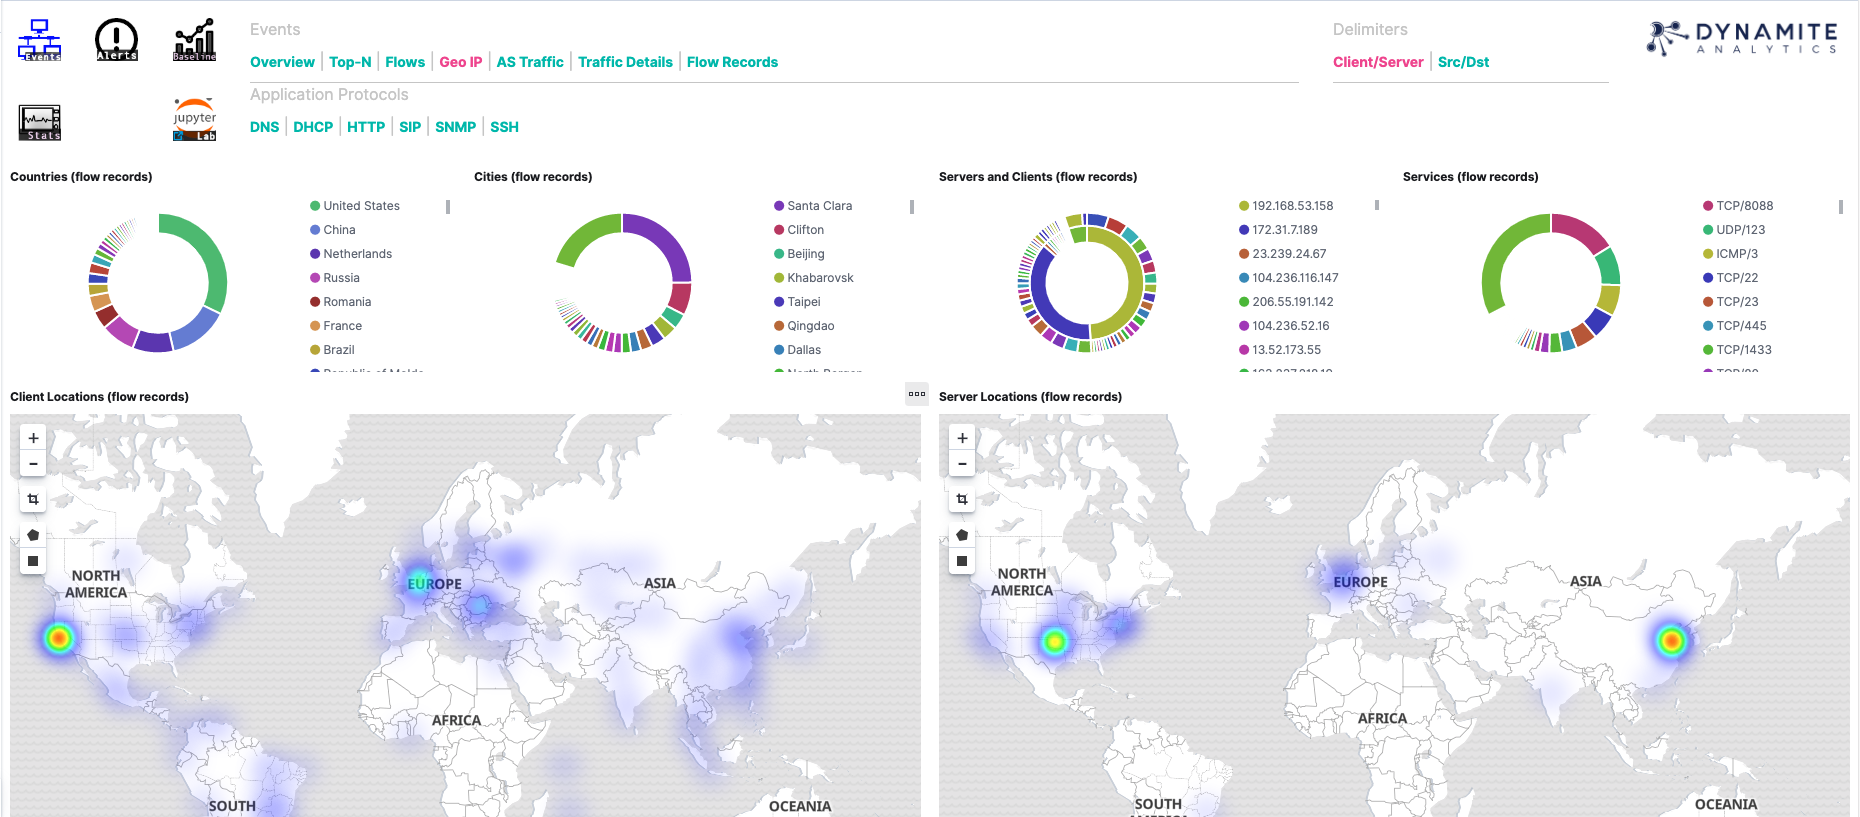 Events
Alerts
Baseline
Stats
jupyter
Lab
Events
Overview | Top-N | Flows | Geo IP | AS Traffic | Traffic Details | Flow Records
Application Protocols
DNS | DHCP | HTTP | SIP | SNMP | SSH
Delimiters
Client/Server | Src/Dst
DYNAMITE
ANALYTICS
Countries (flow records)
United States
China
Netherlands
Russia
Romania
France
Brazil
Cities (flow records)
Santa Clara
Clifton
Beijing
Khabarovsk
Taipei
Qingdao
Dallas
Servers and Clients (flow records)
192.168.53.158
172.31.7.189
23.239.24.67
104.236.116.147
206.55.191.142
104.236.52.16
13.52.173.55
Services (flow records)
TCP/8088
UDP/123
ICMP/3
TCP/22
TCP/23
TCP/445
TCP/1433
Client Locations (flow records)
+
−
NORTH
AMERICA
EUROPE
ASIA
AFRICA
SOUTH
OCEANIA
Server Locations (flow records)
+
−
NORTH
AMERICA
EUROPE
ASIA
AFRICA
SOUTH
AMERICA
OCEANIA